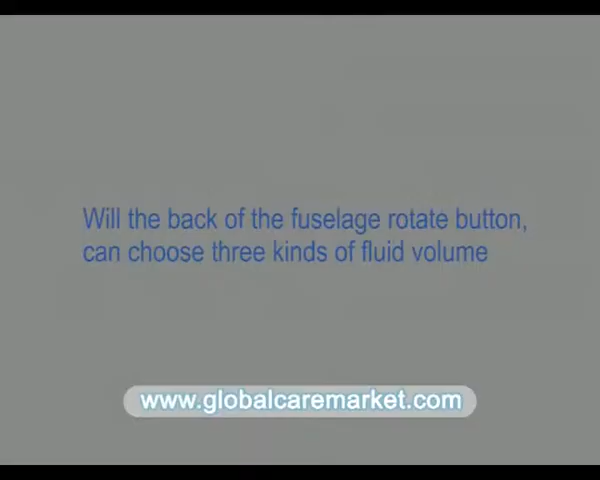 Will the back of the fuselage rotate button,
can choose three kinds of fluid volume
www.globalcaremarket.com